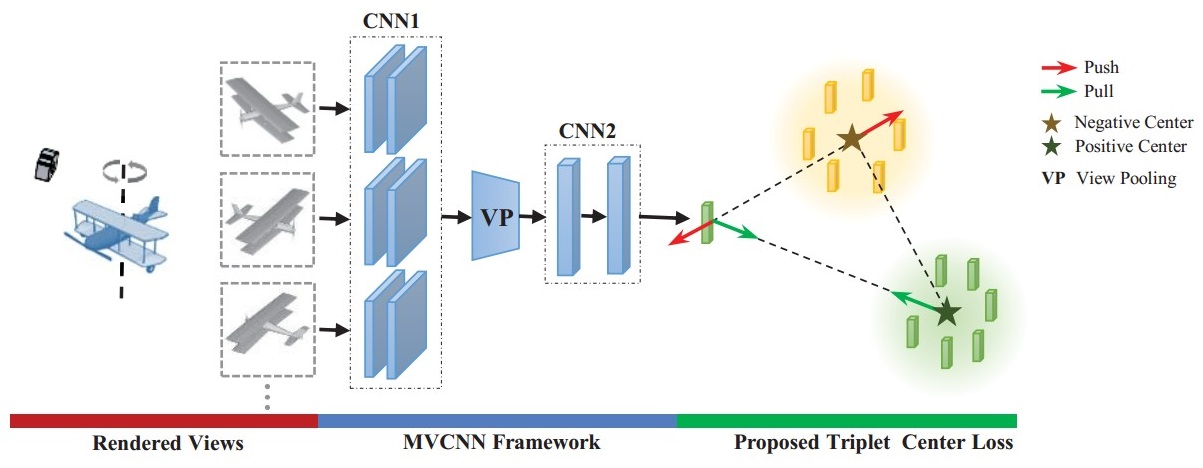 CNN1
CNN2
VP
Push
Pull
Negative Center
Positive Center
VP View Pooling
Rendered Views
MVCNN Framework
Proposed Triplet Center Loss